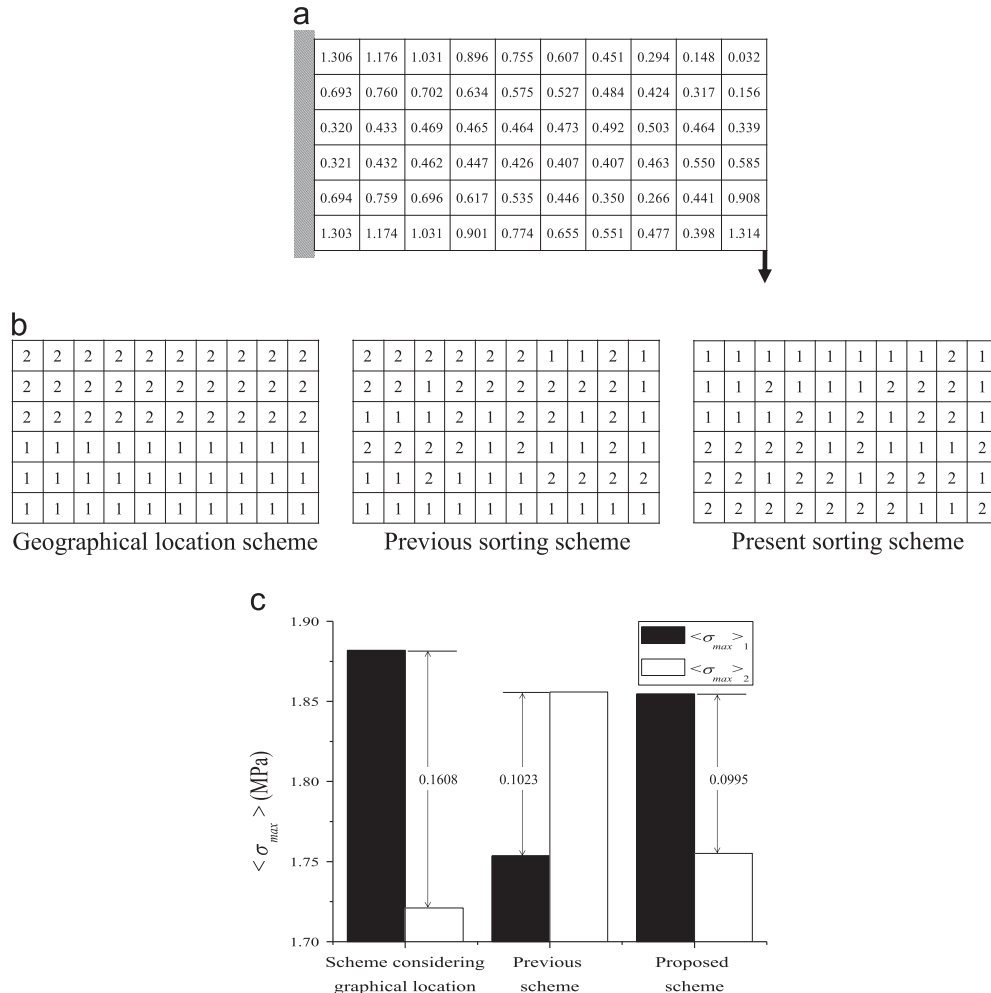 a
1.306 1.176 1.031 0.896 0.755 0.607 0.451 0.294 0.148 0.032
0.693 0.760 0.702 0.634 0.575 0.527 0.484 0.424 0.317 0.156
0.320 0.433 0.469 0.465 0.464 0.473 0.492 0.503 0.464 0.339
0.321 0.432 0.462 0.447 0.426 0.407 0.407 0.463 0.550 0.585
0.694 0.759 0.696 0.617 0.535 0.446 0.350 0.266 0.441 0.908
1.303 1.174 1.031 0.901 0.774 0.655 0.551 0.477 0.398 1.314
b
2 2 2 2 2 2 2 2 2 2
2 2 2 2 2 2 2 2 2 2
2 2 2 2 2 2 2 2 2 2
1 1 1 1 1 1 1 1 1 1
1 1 1 1 1 1 1 1 1 1
1 1 1 1 1 1 1 1 1 1
Geographical location scheme
2 2 2 2 2 2 1 1 2 1
2 2 1 2 2 2 2 2 2 1
1 1 1 2 1 2 1 2 2 1
2 2 2 2 1 2 1 1 2 1
1 1 2 1 1 1 2 2 2 2
1 1 1 1 1 1 1 1 1 1
Previous sorting scheme
1 1 1 1 1 1 1 1 2 1
1 1 2 1 1 1 2 2 2 1
1 1 1 2 1 2 1 2 2 1
2 2 2 2 1 2 1 1 1 2
2 2 1 2 2 1 2 2 2 1
2 2 2 2 2 2 2 1 1 2
Present sorting scheme
c
1.90
1.85
1.80
1.75
1.70
<σmax> (MPa)
<σmax>1
<σmax>2
0.1608
0.1023
0.0995
Scheme considering
graphical location
Previous
scheme
Proposed
scheme